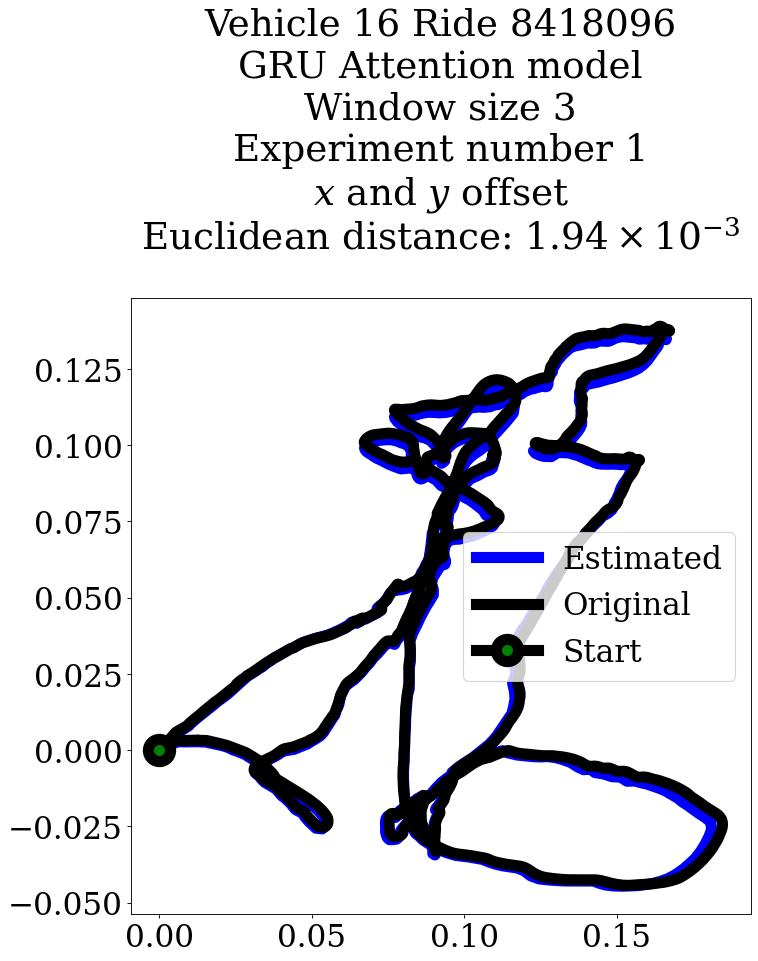 Vehicle 16 Ride 8418096
GRU Attention model
Window size 3
Experiment number 1
x and y offset
Euclidean distance: 1.94 × 10⁻³
0.125
0.100
0.075
0.050
0.025
0.000
−0.025
−0.050
Estimated
Original
Start
0.00 0.05 0.10 0.15